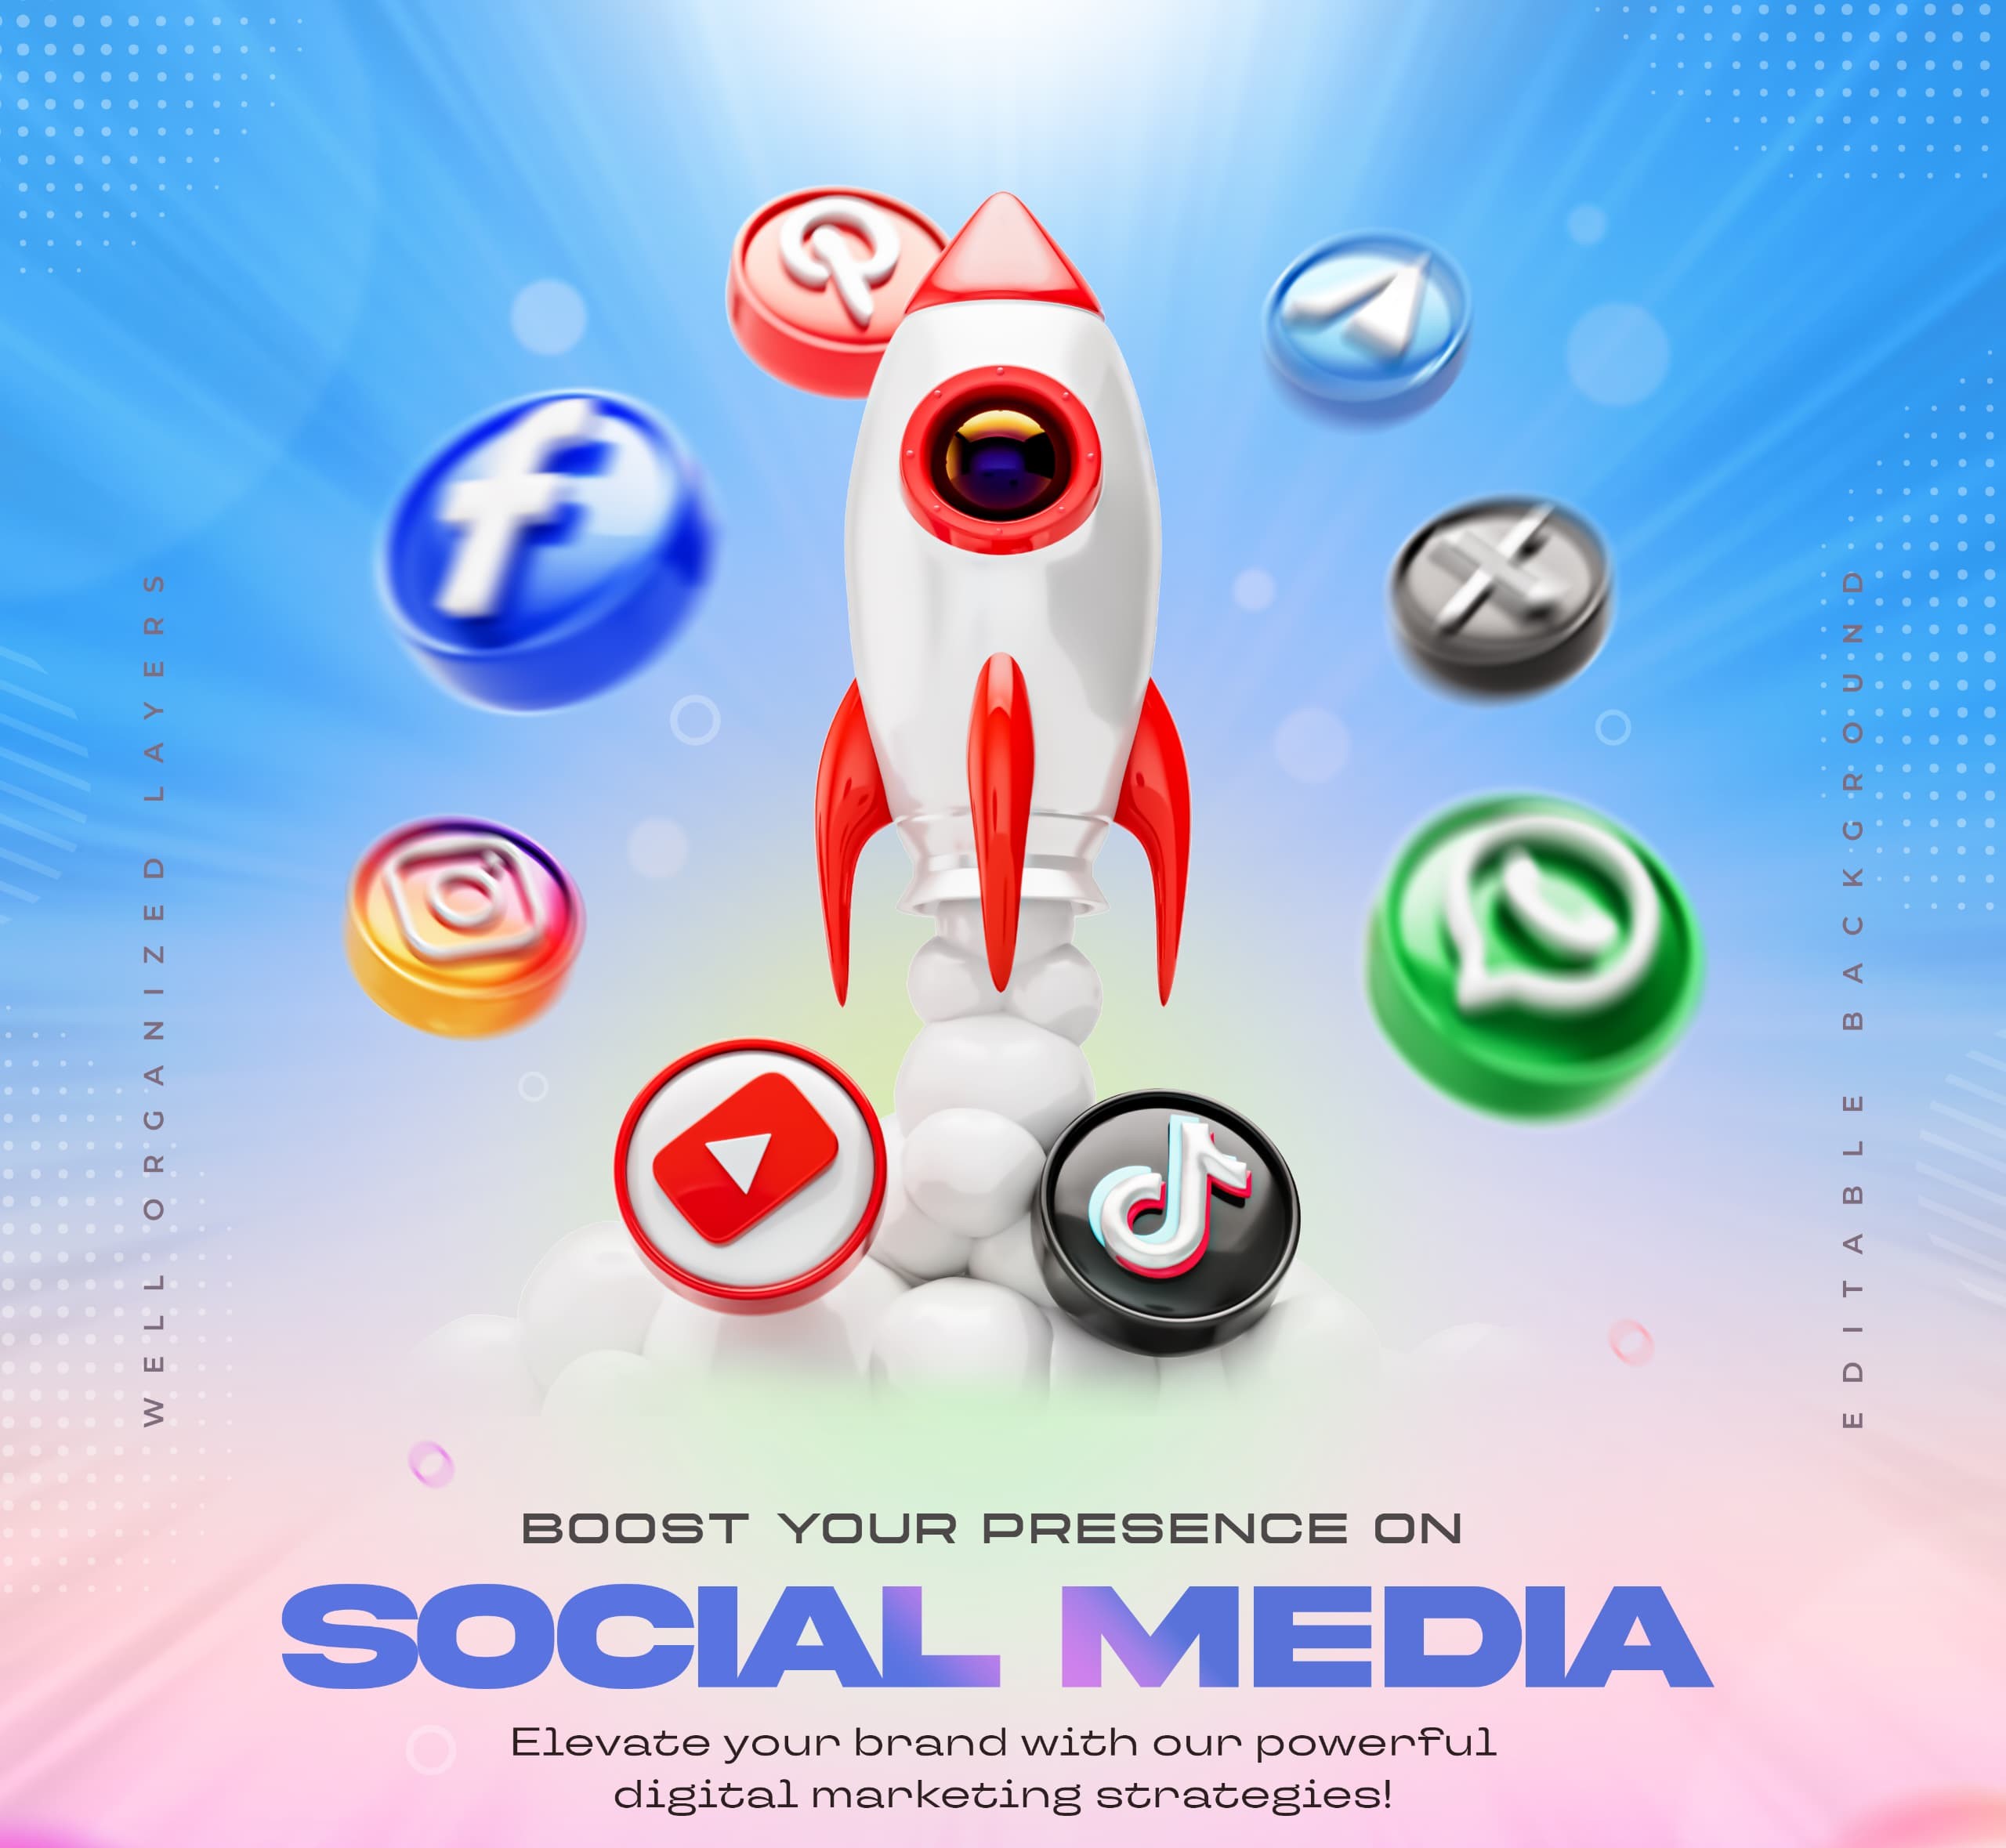 WELL ORGANIZED LAYERS
EDITABLE BACKGROUND
BOOST YOUR PRESENCE ON
SOCIAL MEDIA
Elevate your brand with our powerful
digital marketing strategies!